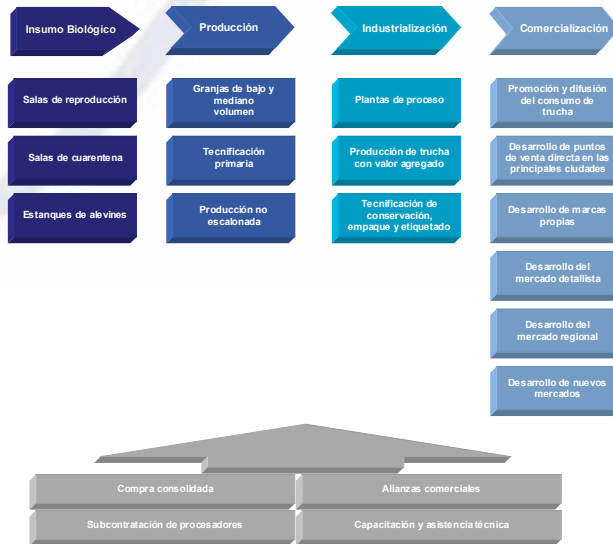 Insumo Biológico
Producción
Industrialización
Comercialización
Salas de reproducción
Granjas de bajo y
mediano
volumen
Plantas de proceso
Promoción y difusión
del consumo de
trucha
Salas de cuarentena
Tecnificación
primaria
Producción de trucha
con valor agregado
Desarrollo de puntos
de venta directa en las
principales ciudades
Estanques de alevines
Producción no
escalonada
Tecnificación de
conservación,
empaque y etiquetado
Desarrollo de marcas
propias
Desarrollo del
mercado detallista
Desarrollo del
mercado regional
Desarrollo de nuevos
mercados
Compra consolidada
Alianzas comerciales
Subcontratación de procesadores
Capacitación y asistencia técnica